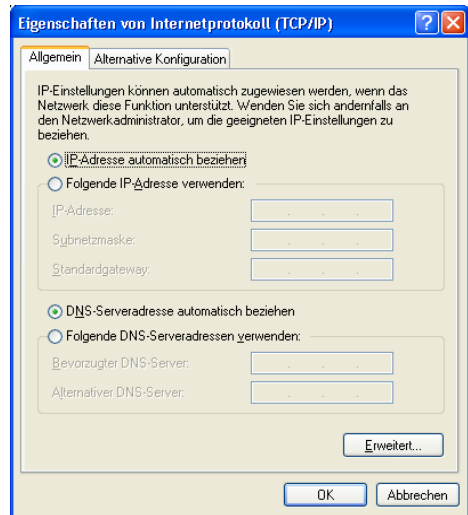 Eigenschaften von Internetprotokoll (TCP/IP)
Allgemein Alternative Konfiguration
IP-Einstellungen können automatisch zugewiesen werden, wenn das
Netzwerk diese Funktion unterstützt. Wenden Sie sich andernfalls an
den Netzwerkadministrator, um die geeigneten IP-Einstellungen zu
beziehen.
IP-Adresse automatisch beziehen
Folgende IP-Adresse verwenden:
IP-Adresse:
Subnetzmaske:
Standardgateway:
DNS-Serveradresse automatisch beziehen
Folgende DNS-Serveradressen verwenden:
Bevorzugter DNS-Server:
Alternativer DNS-Server:
Erweitert...
OK Abbrechen